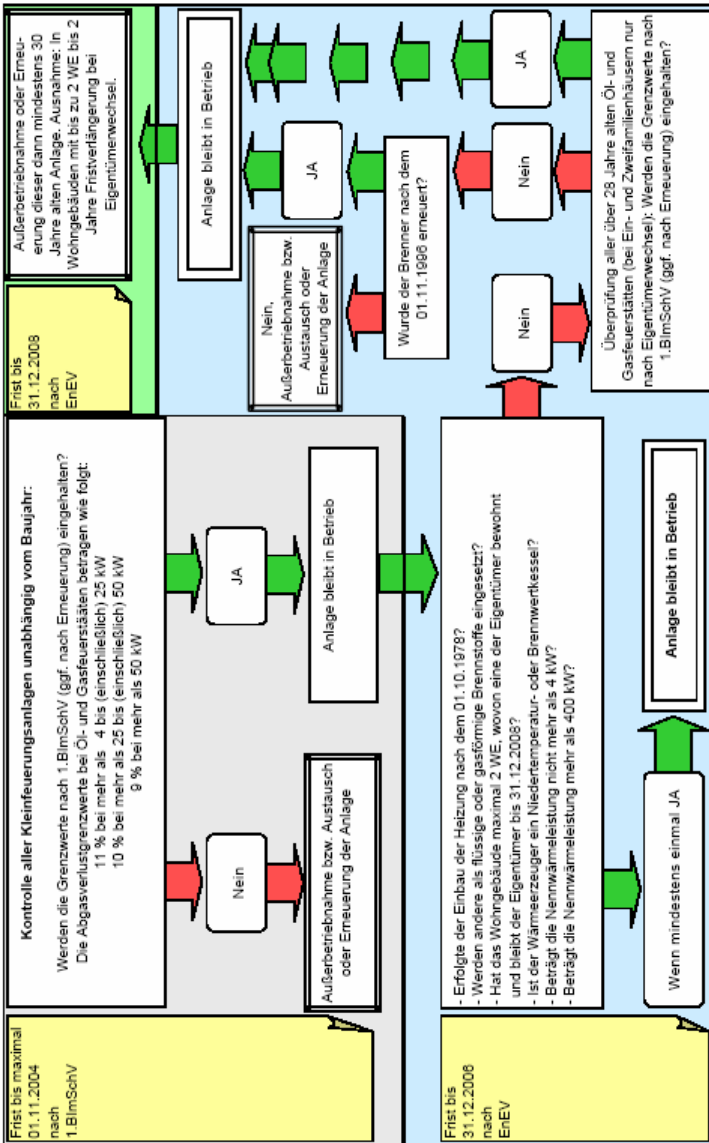 Frist bis maximal
01.11.2004
nach
1.BImSchV
Kontrolle aller Kleinfeuerungsanlagen unabhängig vom Baujahr:
Werden die Grenzwerte nach 1.BImSchV (ggf. nach Erneuerung) eingehalten?
Die Abgasverlustgrenzwerte bei Öl- und Gasfeuerstääten betragen wie folgt:
11 % bei mehr als 4 bis (einschließlich) 25 kW
10 % bei mehr als 25 bis (einschließlich) 50 kW
9 % bei mehr als 50 kW
Nein
JA
Außerbetriebnahme bzw. Austausch
oder Erneuerung der Anlage
Anlage bleibt in Betrieb
Frist bis
31.12.2008
nach
EnEV
Außerbetriebnahme oder Erneu-
erung dieser dann mindestens 30
Jahre alten Anlage. Ausnahme: In
Wohngebäuden mit bis zu 2 WE bis 2
Jahre Fristverlängerung bei
Eigentümerwechsel.
Anlage bleibt in Betrieb
Nein,
Außerbetriebnahme bzw.
Austausch oder
Erneuerung der Anlage
JA
Wurde der Brenner nach dem
01.11.1996 erneuert?
Nein
Nein
JA
Überprüfung aller über 28 Jahre alten Öl- und
Gasfeuerstätten (bei Ein- und Zweifamilienhäusern nur
nach Eigentümerwechsel): Werden die Grenzwerte nach
1.BImSchV (ggf. nach Erneuerung) eingehalten?
Frist bis
31.12.2006
nach
EnEV
- Erfolgte der Einbau der Heizung nach dem 01.10.1978?
- Werden andere als flüssige oder gasförmige Brennstoffe eingesetzt?
- Hat das Wohngebäude maximal 2 WE, wovon eine der Eigentümer bewohnt
und bleibt der Eigentümer bis 31.12.2008?
- Ist der Wärmeerzeuger ein Niedertemperatur- oder Brennwertkessel?
- Beträgt die Nennwärmeleistung nicht mehr als 4 kW?
- Beträgt die Nennwärmeleistung mehr als 400 kW?
Wenn mindestens einmal JA
Anlage bleibt in Betrieb